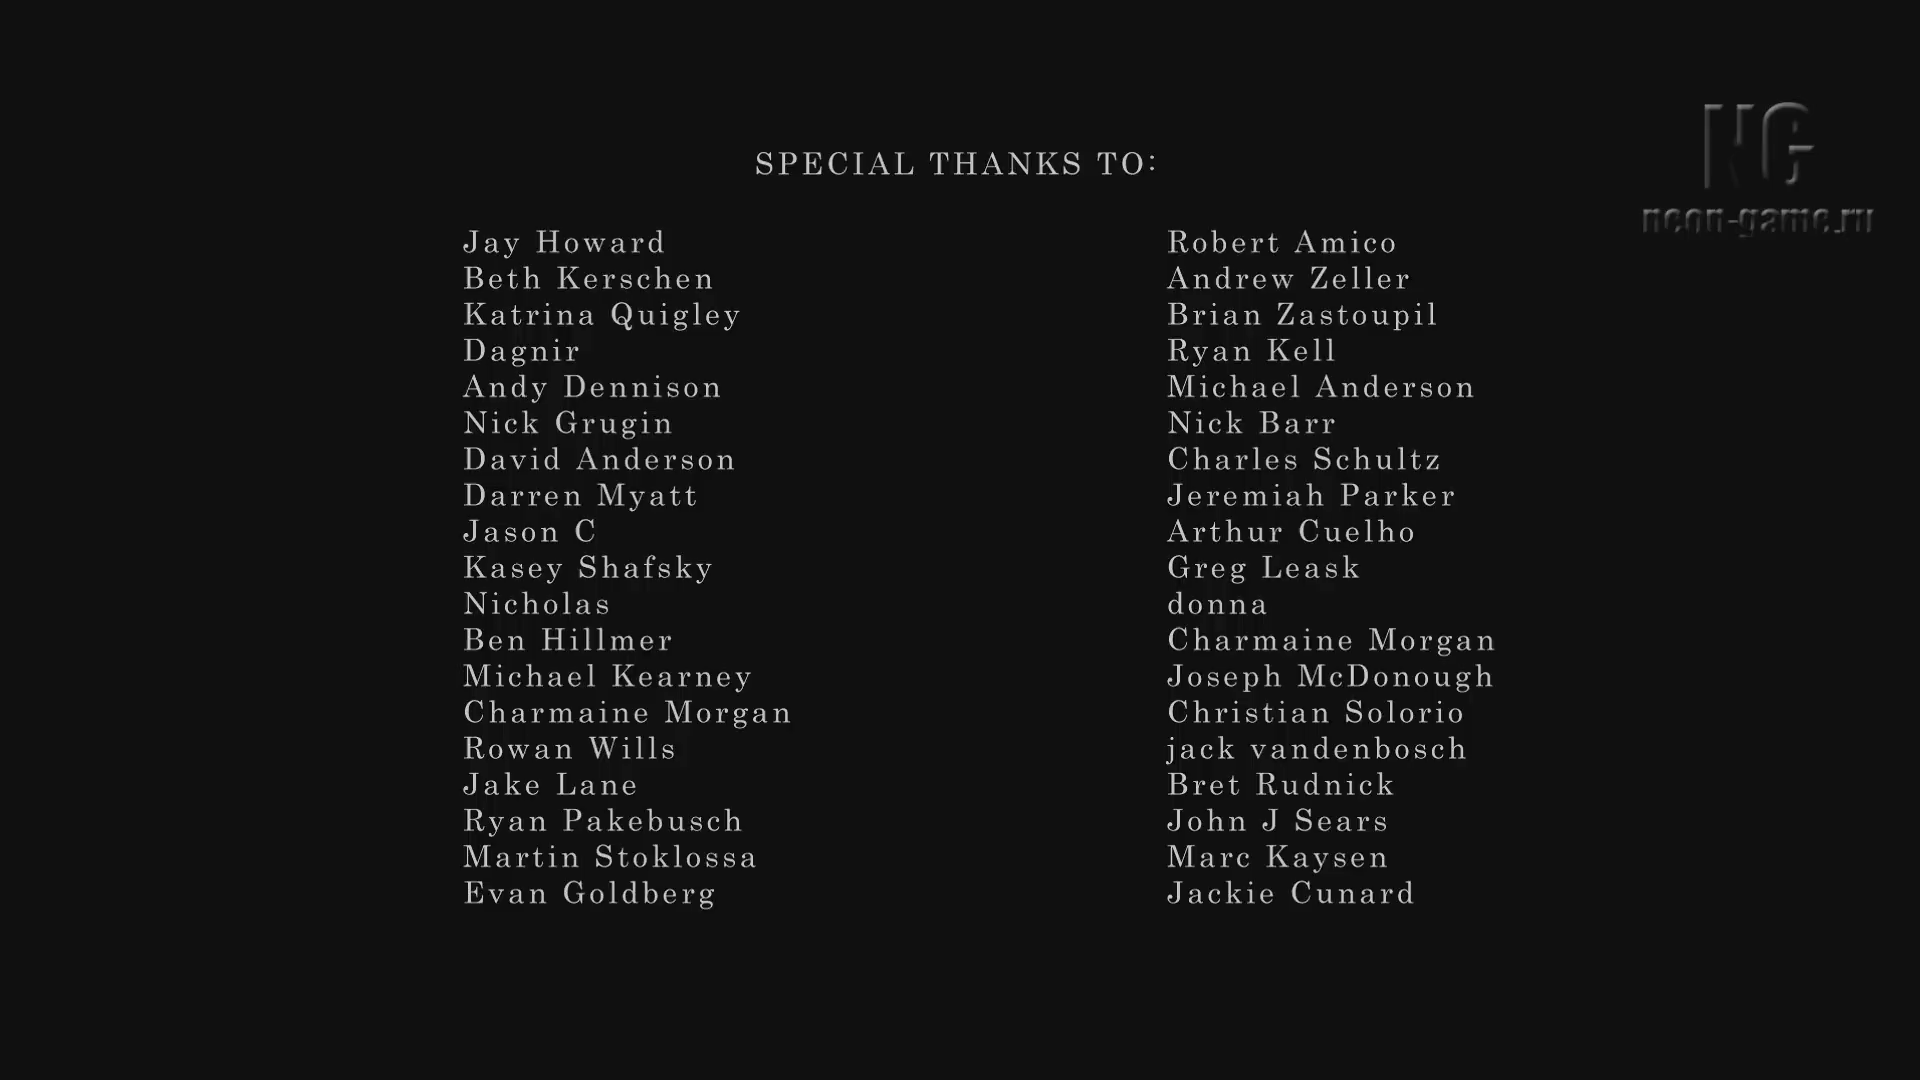 SPECIAL THANKS TO:
Jay Howard
Beth Kerschen
Katrina Quigley
Dagnir
Andy Dennison
Nick Grugin
David Anderson
Darren Myatt
Jason C
Kasey Shafsky
Nicholas
Ben Hillmer
Michael Kearney
Charmaine Morgan
Rowan Wills
Jake Lane
Ryan Pakebusch
Martin Stoklossa
Evan Goldberg
Robert Amico
Andrew Zeller
Brian Zastoupil
Ryan Kell
Michael Anderson
Nick Barr
Charles Schultz
Jeremiah Parker
Arthur Cuelho
Greg Leask
donna
Charmaine Morgan
Joseph McDonough
Christian Solorio
jack vandenbosch
Bret Rudnick
John J Sears
Marc Kaysen
Jackie Cunard
NG
neon-game.ru